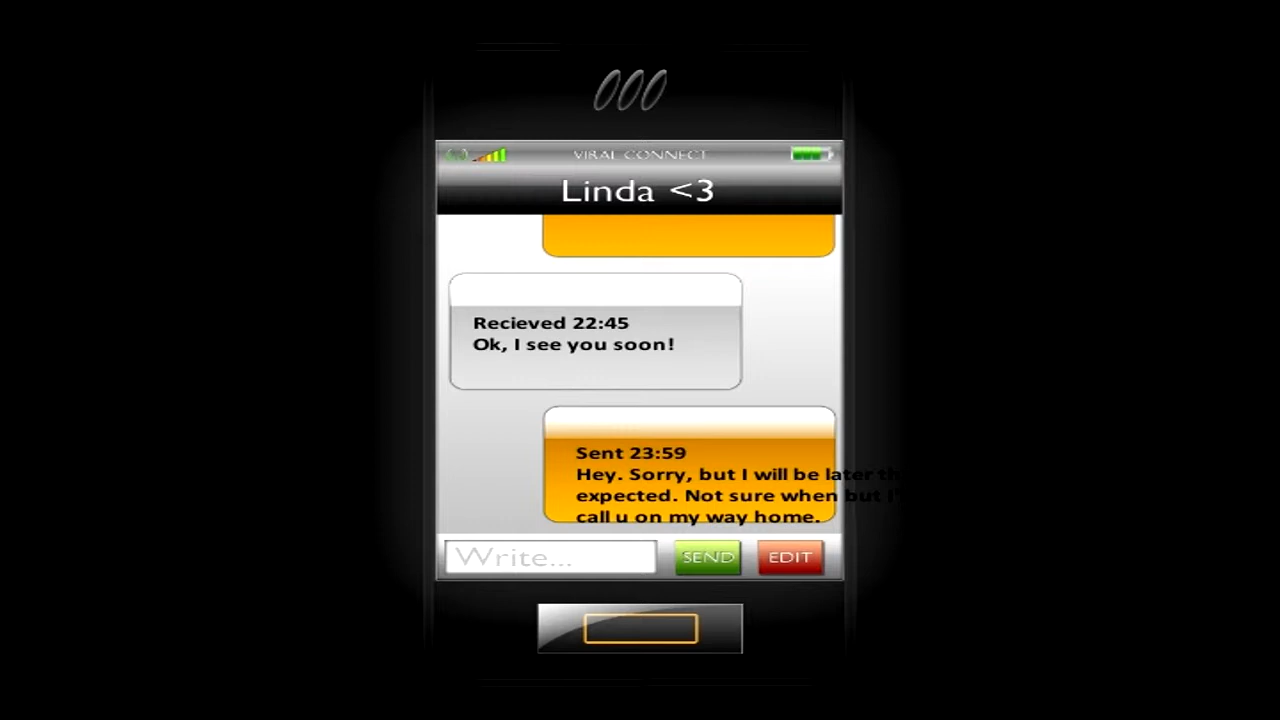 VIRAL CONNECT
Linda <3
Recieved 22:45
Ok, I see you soon!
Sent 23:59
Hey. Sorry, but I will be later
expected. Not sure when but
call u on my way home.
Write...
SEND
EDIT